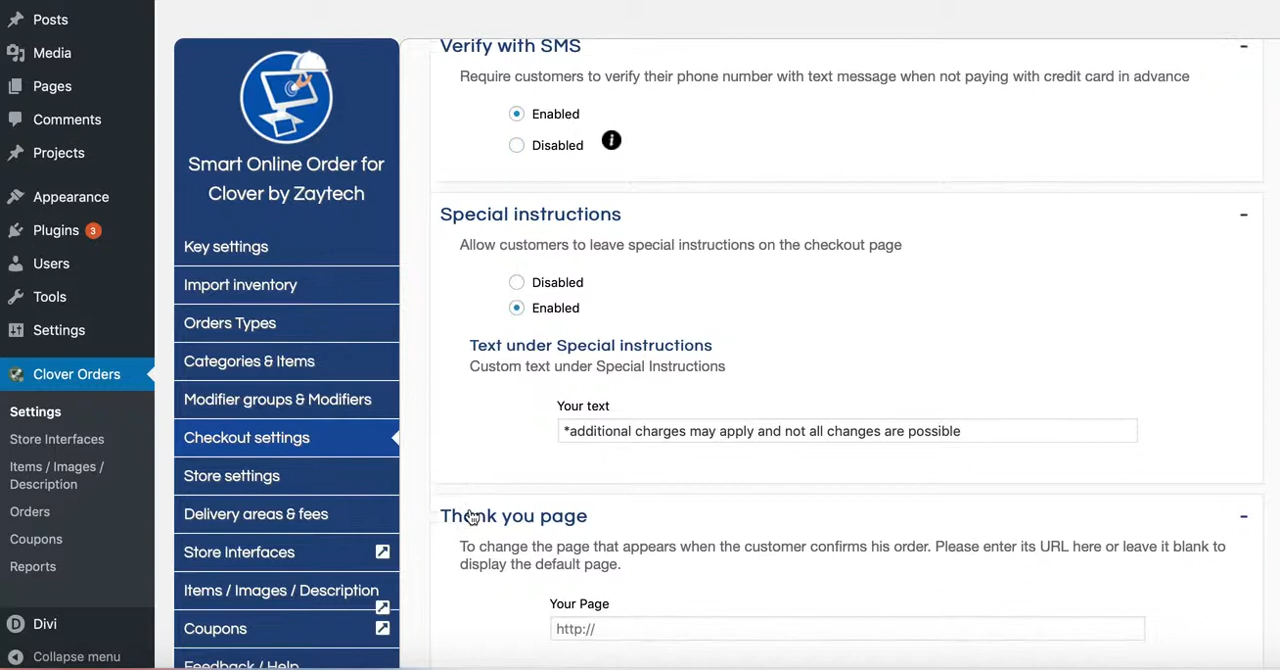 Posts
Media
Pages
Comments
Projects
Appearance
Plugins 3
Users
Tools
Settings
Clover Orders
Settings
Store Interfaces
Items / Images /
Description
Orders
Coupons
Reports
Divi
Collapse menu
Smart Online Order for
Clover by Zaytech
Key settings
Import inventory
Orders Types
Categories & Items
Modifier groups & Modifiers
Checkout settings
Store settings
Delivery areas & fees
Store Interfaces
Items / Images / Description
Coupons
Feedback / Help
Verify with SMS
Require customers to verify their phone number with text message when not paying with credit card in advance
Enabled
Disabled
Special instructions
Allow customers to leave special instructions on the checkout page
Disabled
Enabled
Text under Special instructions
Custom text under Special Instructions
Your text
*additional charges may apply and not all changes are possible
Thank you page
To change the page that appears when the customer confirms his order. Please enter its URL here or leave it blank to
display the default page.
Your Page
http://